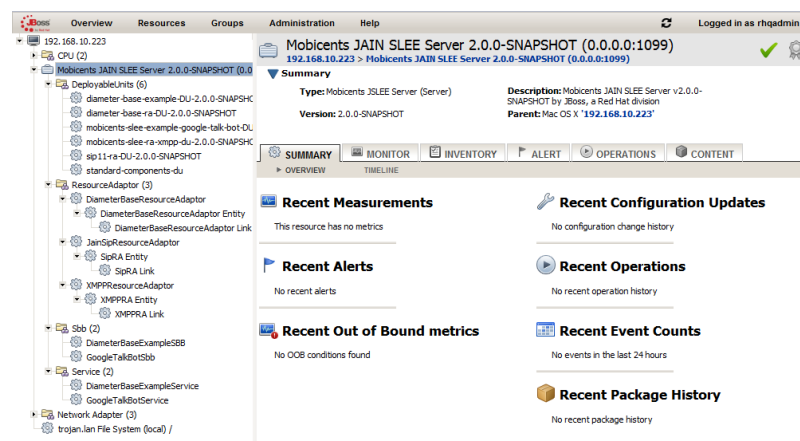 JBoss
Overview Resources Groups Administration Help Logged in as rhqadmin
192.168.10.223
CPU (2)
Mobicents JAIN SLEE Server 2.0.0-SNAPSHOT (0.0
DeployableUnits (6)
diameter-base-example-DU-2.0.0-SNAPSHO
diameter-base-ra-DU-2.0.0-SNAPSHOT
mobicents-slee-example-google-talk-bot-DU
mobicents-slee-ra-xmpp-du-2.0.0-SNAPSHO
sip11-ra-DU-2.0.0-SNAPSHOT
standard-components-du
ResourceAdaptor (3)
DiameterBaseResourceAdaptor
DiameterBaseResourceAdaptor Entity
DiameterBaseResourceAdaptor Link
JainSipResourceAdaptor
SipRA Entity
SipRA Link
XMPPResourceAdaptor
XMPPRA Entity
XMPPRA Link
Sbb (2)
DiameterBaseExampleSBB
GoogleTalkBotSbb
Service (2)
DiameterBaseExampleService
GoogleTalkBotService
Network Adapter (3)
trojan.lan File System (local) /
Mobicents JAIN SLEE Server 2.0.0-SNAPSHOT (0.0.0.0:1099)
192.168.10.223 > Mobicents JAIN SLEE Server 2.0.0-SNAPSHOT (0.0.0.0:1099)
Summary
Type: Mobicents JSLEE Server (Server)
Description: Mobicents JAIN SLEE Server v2.0.0-
SNAPSHOT by JBoss, a Red Hat division
Version: 2.0.0-SNAPSHOT
Parent: Mac OS X '192.168.10.223'
SUMMARY MONITOR INVENTORY ALERT OPERATIONS CONTENT
OVERVIEW TIMELINE
Recent Measurements
This resource has no metrics
Recent Configuration Updates
No configuration change history
Recent Alerts
No recent alerts
Recent Operations
No recent operation history
Recent Out of Bound metrics
No OOB conditions found
Recent Event Counts
No events in the last 24 hours
Recent Package History
No recent package history